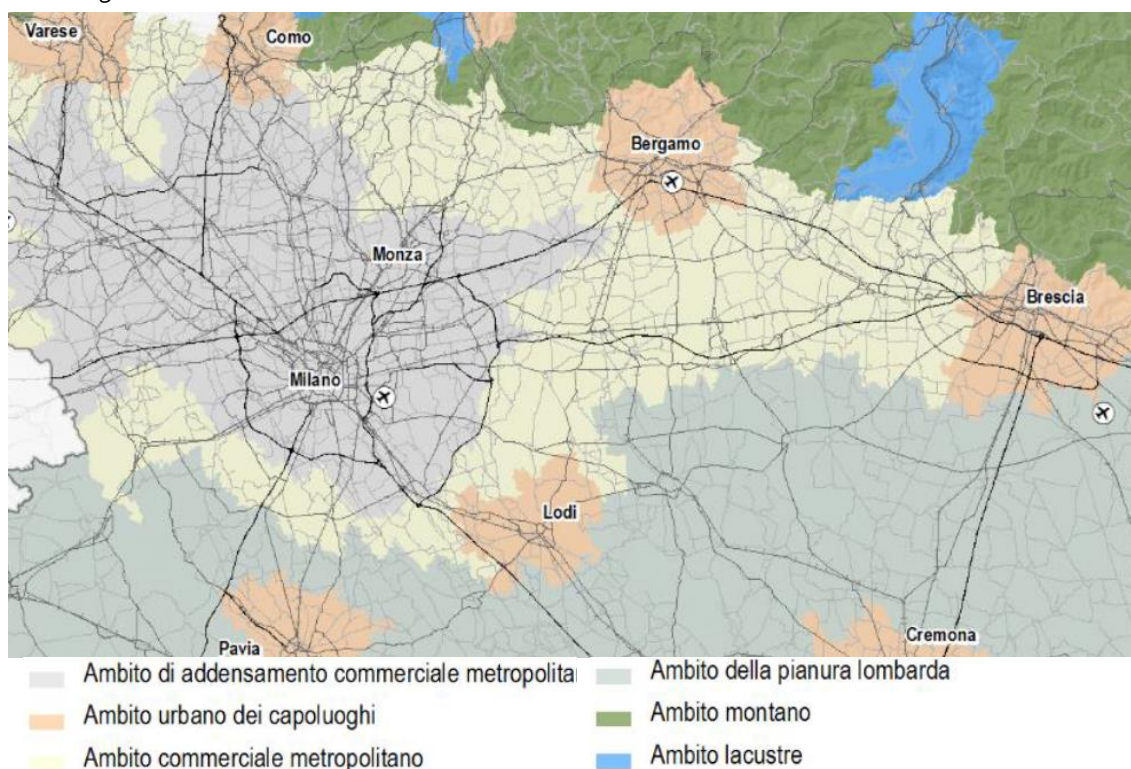 Varese
Como
Bergamo
Monza
Brescia
Milano
Lodi
Pavia
Cremona
Ambito di addensamento commerciale metropolita
Ambito urbano dei capoluoghi
Ambito commerciale metropolitano
Ambito della pianura lombarda
Ambito montano
Ambito lacustre